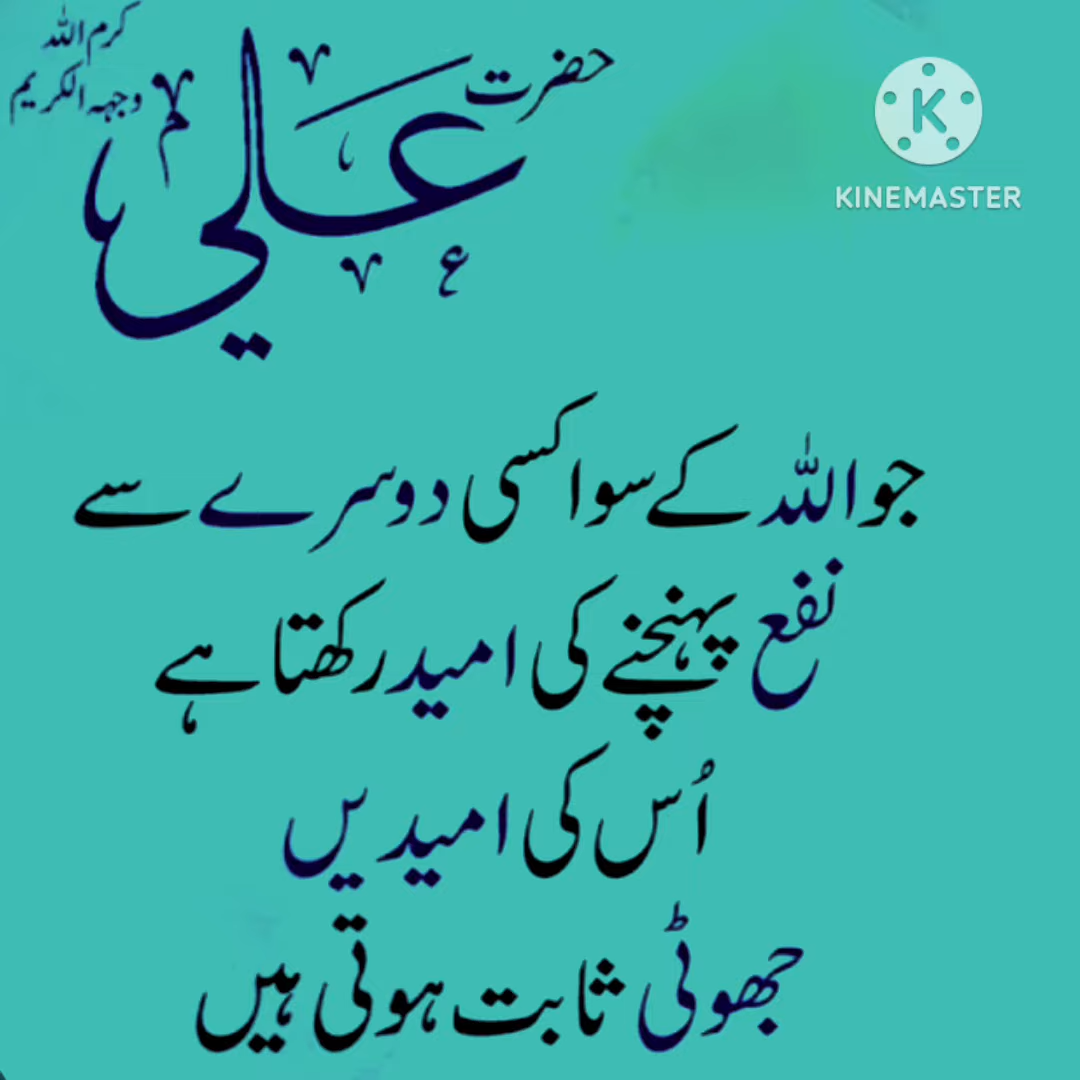 حضرت
علی
کرم اللہ
وجہہ الکریم
K
KINEMASTER
جو اللہ کے سوا کسی دوسرے سے
نفع پہنچنے کی امید رکھتا ہے
اُس کی امیدیں
جھوٹی ثابت ہوتی ہیں